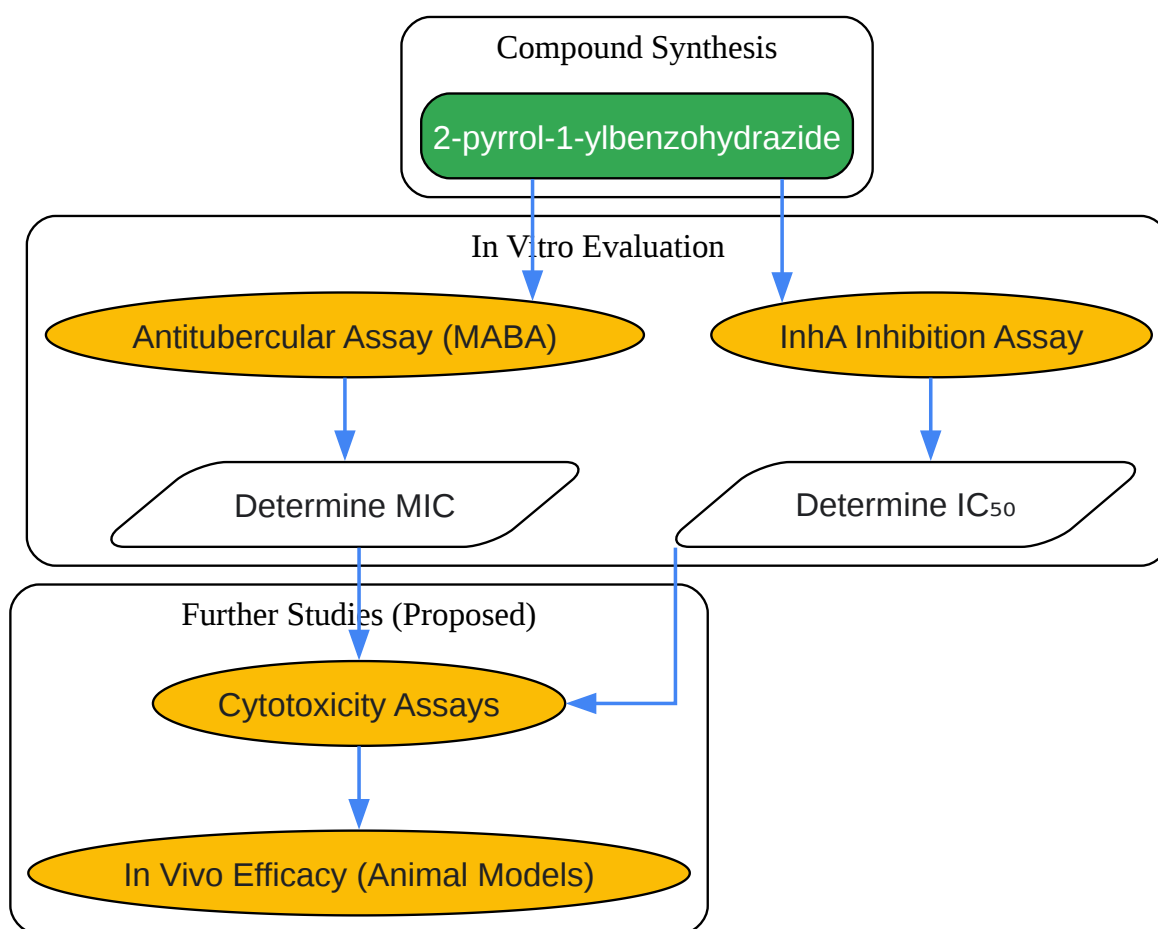 Compound Synthesis
2-pyrrol-1-ylbenzohydrazide
In Vitro Evaluation
Antitubercular Assay (MABA)
InhA Inhibition Assay
Determine MIC
Determine IC₅₀
Further Studies (Proposed)
Cytotoxicity Assays
In Vivo Efficacy (Animal Models)